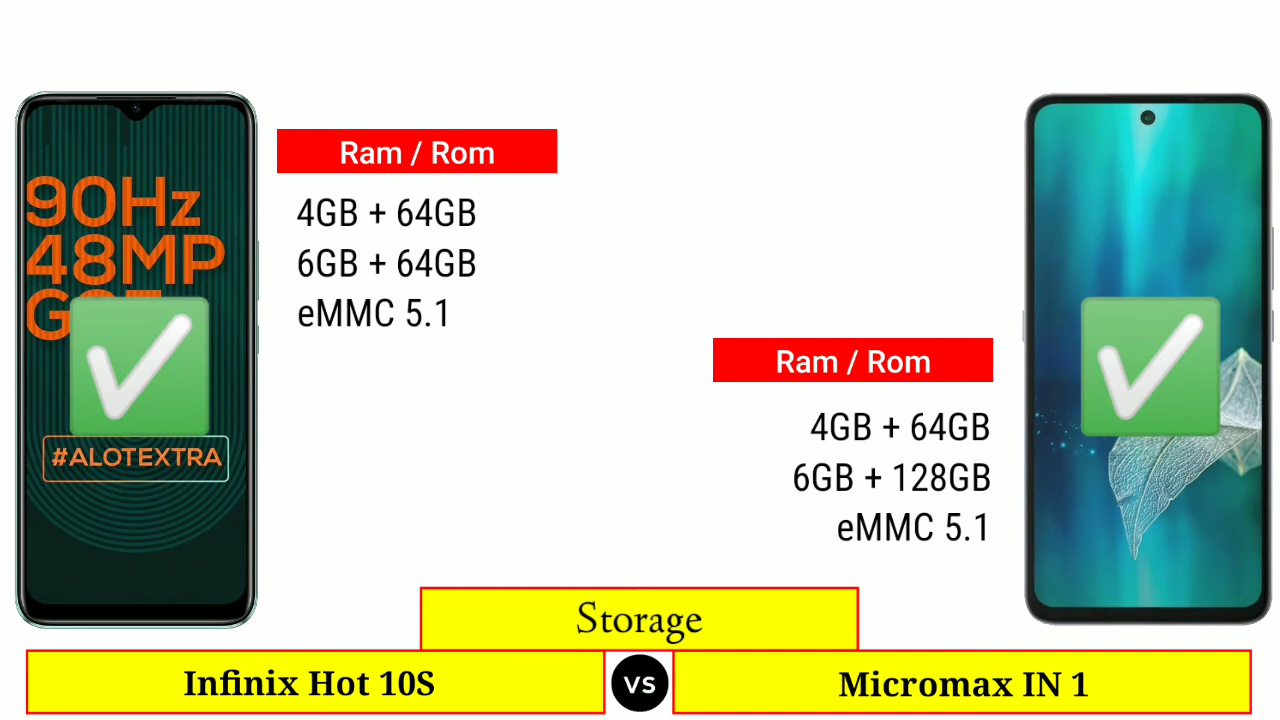 90Hz
48MP
#ALOTEXTRA
Ram / Rom
4GB + 64GB
6GB + 64GB
eMMC 5.1
Ram / Rom
4GB + 64GB
6GB + 128GB
eMMC 5.1
Storage
Infinix Hot 10S
vs
Micromax IN 1